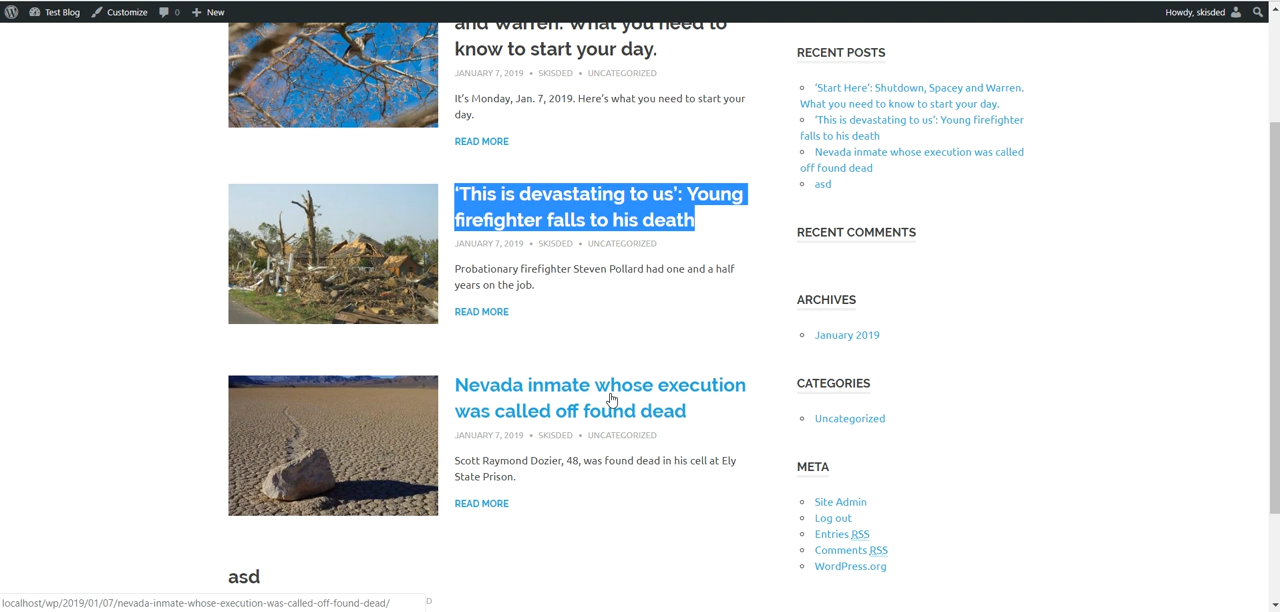 Test Blog Customize 0 New Howdy, skisded
and Warren. What you need to
know to start your day.
JANUARY 7, 2019 • SKISDED • UNCATEGORIZED
It's Monday, Jan. 7, 2019. Here's what you need to start your
day.
READ MORE
‘This is devastating to us’: Young
firefighter falls to his death
JANUARY 7, 2019 • SKISDED • UNCATEGORIZED
Probationary firefighter Steven Pollard had one and a half
years on the job.
READ MORE
Nevada inmate whose execution
was called off found dead
JANUARY 7, 2019 • SKISDED • UNCATEGORIZED
Scott Raymond Dozier, 48, was found dead in his cell at Ely
State Prison.
READ MORE
asd
D
RECENT POSTS
‘Start Here’: Shutdown, Spacey and Warren.
What you need to know to start your day.
‘This is devastating to us’: Young firefighter
falls to his death
Nevada inmate whose execution was called
off found dead
asd
RECENT COMMENTS
ARCHIVES
January 2019
CATEGORIES
Uncategorized
META
Site Admin
Log out
Entries RSS
Comments RSS
WordPress.org
localhost/wp/2019/01/07/nevada-inmate-whose-execution-was-called-off-found-dead/